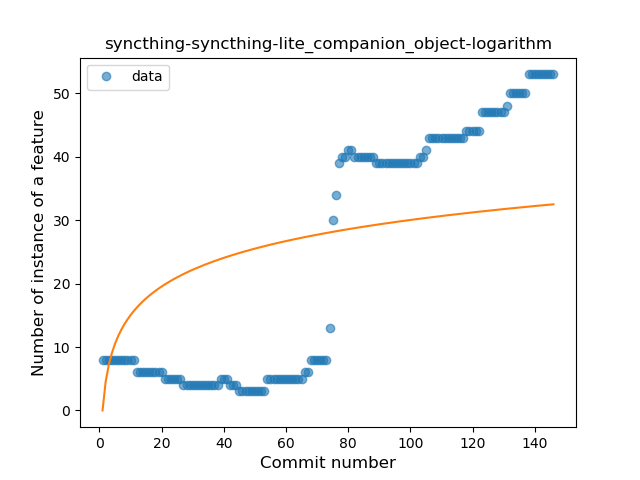 syncthing-syncthing-lite_companion_object-logarithm
data
Number of instance of a feature
50
40
30
20
10
0
0 20 40 60 80 100 120 140
Commit number